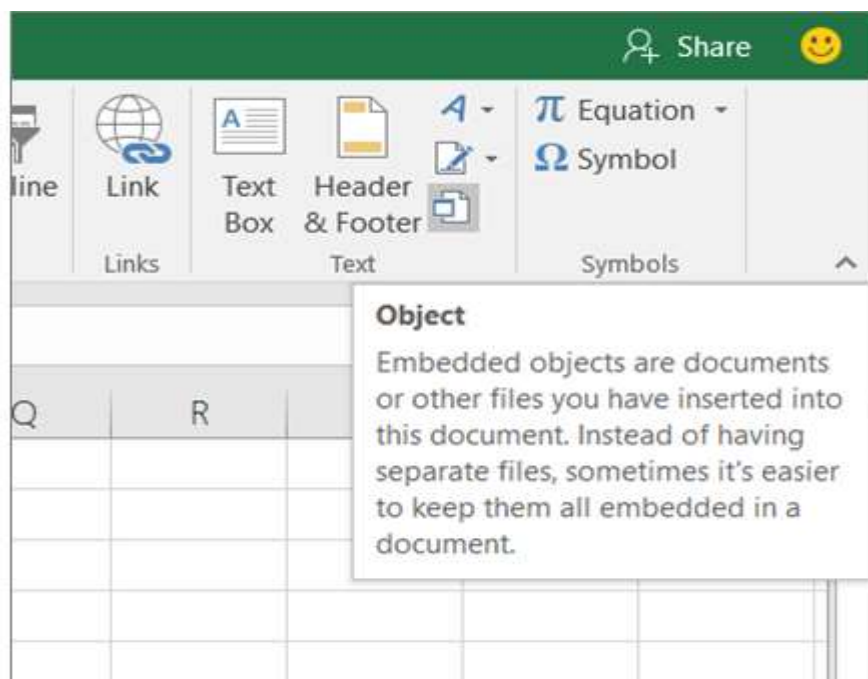 Share
Equation
Symbol
line
Link
Text
Box
Header
& Footer
Links
Text
Symbols
Object
Embedded objects are documents
or other files you have inserted into
this document. Instead of having
separate files, sometimes it's easier
to keep them all embedded in a
document.
Q R